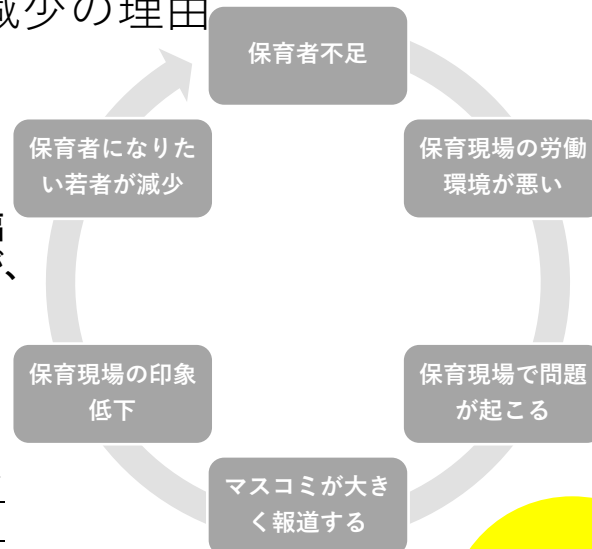 減少の理由
保育者不足
保育者になりた
い若者が減少
保育現場の労働
環境が悪い
保育現場の印象
低下
保育現場で問題
が起こる
マスコミが大き
く報道する